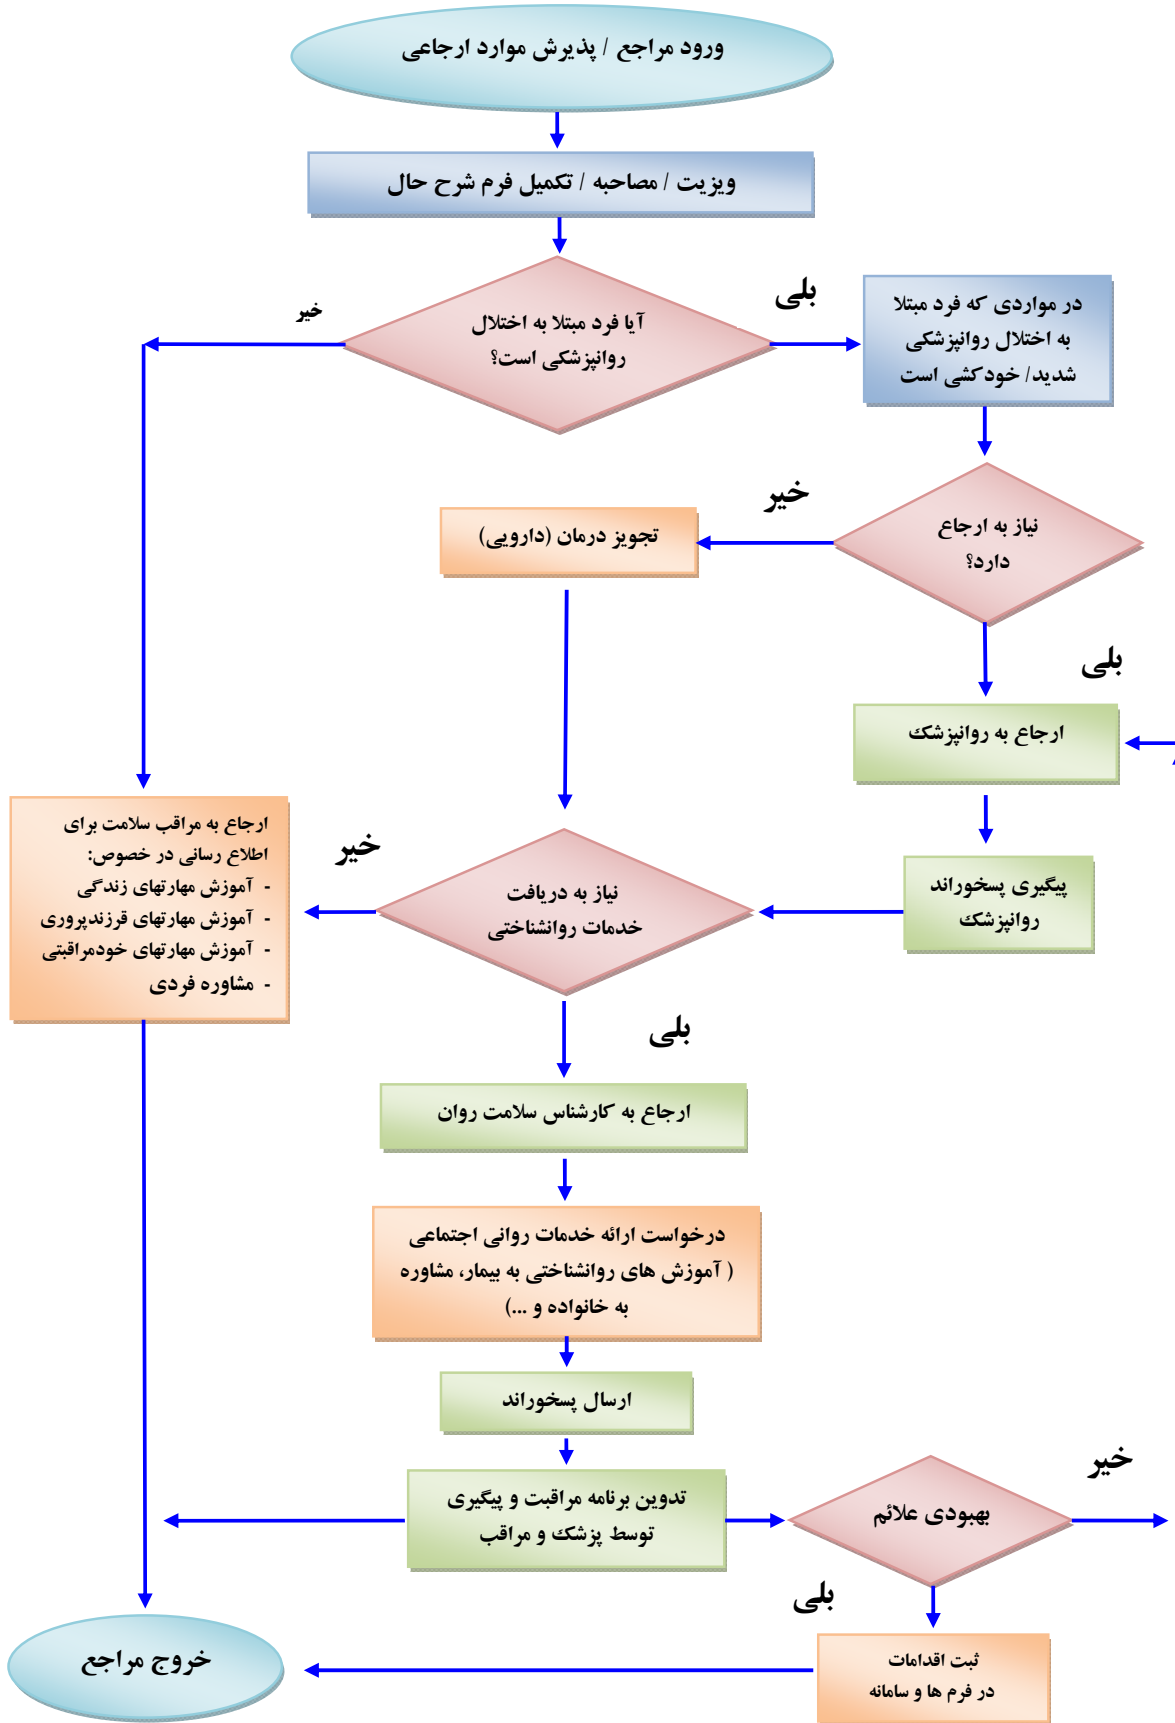 ورود مراجع / پذیرش موارد ارجاعی
ویزیت / مصاحبه / تکمیل فرم شرح حال
آیا فرد مبتلا به اختلال
روانپزشکی است؟
بلی
خیر
در مواردی که فرد مبتلا
به اختلال روانپزشکی
شدید/ خودکشی است
نیاز به ارجاع
دارد؟
خیر
تجویز درمان (دارویی)
بلی
ارجاع به روانپزشک
پیگیری پسخوراند
روانپزشک
نیاز به دریافت
خدمات روانشناختی
خیر
ارجاع به مراقب سلامت برای
اطلاع رسانی در خصوص:
- آموزش مهارتهای زندگی
- آموزش مهارتهای قرزندپروری
- آموزش مهارتهای خودمراقبتی
- مشاوره فردی
بلی
ارجاع به کارشناس سلامت روان
درخواست ارائه خدمات روانی اجتماعی
( آموزش های روانشناختی به بیمار، مشاوره
به خانواده و ...)
ارسال پسخوراند
تدوین برنامه مراقبت و پیگیری
توسط پزشک و مراقب
بهبودی علائم
خیر
بلی
ثبت اقدامات
در فرم ها و سامانه
خروج مراجع